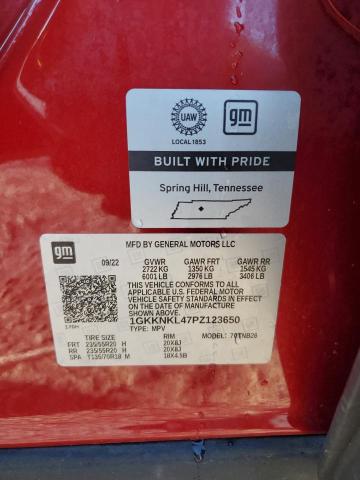 UAW
gm
LOCAL 1853
BUILT WITH PRIDE
Spring Hill, Tennessee
gm
MFD BY GENERAL MOTORS LLC
09/22 GVWR GAWR FRT GAWR RR
2722 KG 1350 KG 1545 KG
6001 LB 2976 LB 3406 LB
THIS VEHICLE CONFORMS TO ALL
APPLICABLE U.S. FEDERAL MOTOR
VEHICLE SAFETY STANDARDS IN EFFECT
ON THE DATE OF MANUFACTURE
SHOWN ABOVE.
1GKKNKL47PZ123650
TYPE: MPV
TIRE SIZE RIM MODEL: 70TNB26
FRT 235/55R20 H 20X8J
RR 235/55R20 H 20X8J
SPA T135/70R18 M 18X4.5B